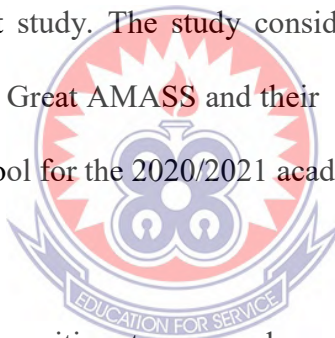 t study. The study consid
Great AMASS and their
ool for the 2020/2021 acad
EDUCATION FOR SERVICE